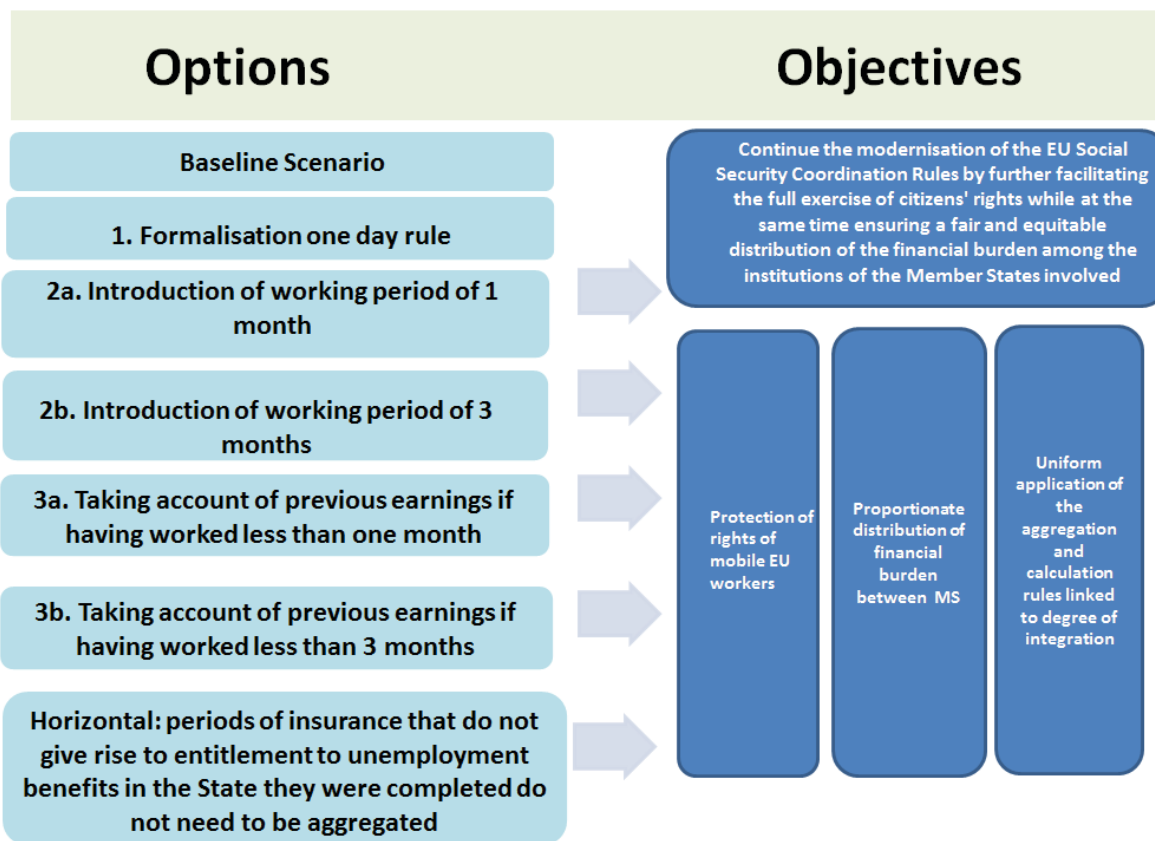 Options
Objectives
Baseline Scenario
1. Formalisation one day rule
2a. Introduction of working period of 1
month
2b. Introduction of working period of 3
months
3a. Taking account of previous earnings if
having worked less than one month
3b. Taking account of previous earnings if
having worked less than 3 months
Horizontal: periods of insurance that do not
give rise to entitlement to unemployment
benefits in the State they were completed do
not need to be aggregated
Continue the modernisation of the EU Social
Security Coordination Rules by further facilitating
the full exercise of citizens' rights while at the
same time ensuring a fair and equitable
distribution of the financial burden among the
institutions of the Member States involved
Protection of
rights of
mobile EU
workers
Proportionate
distribution of
financial
burden
between MS
Uniform
application of
the
aggregation
and
calculation
rules linked
to degree of
integration